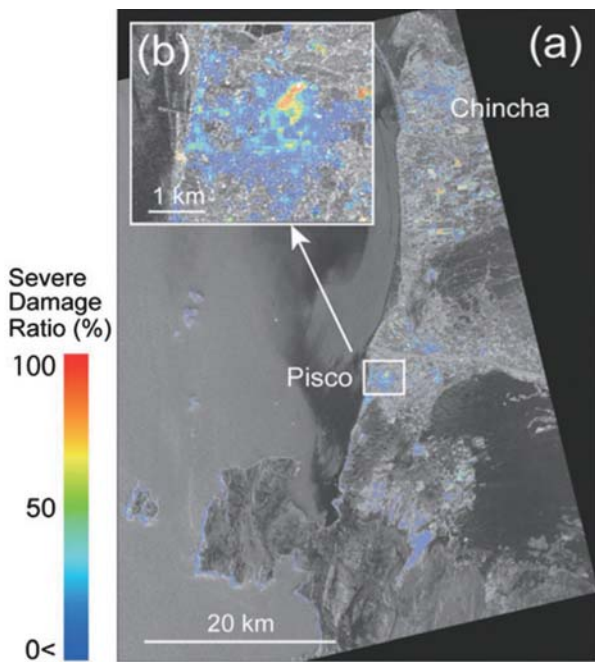 (b)
(a)
Chincha
1 km
Severe
Damage
Ratio (%)
100
Pisco
50
20 km
0<